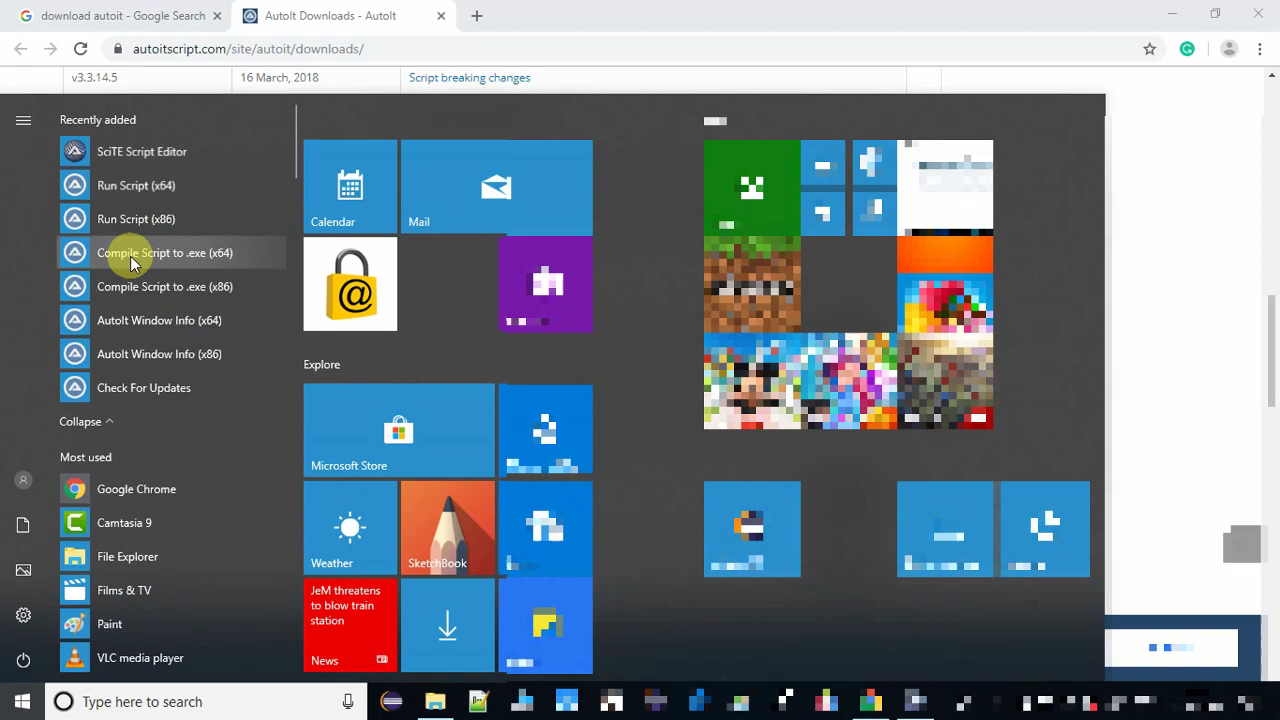 download autoit - Google Search
AutoIt Downloads - AutoIt
autoitscript.com/site/autoit/downloads/
v3.3.14.5
16 March, 2018
Script breaking changes
Recently added
SciTE Script Editor
Run Script (x64)
Run Script (x86)
Compile Script to .exe (x64)
Compile Script to .exe (x86)
AutoIt Window Info (x64)
AutoIt Window Info (x86)
Check For Updates
Collapse
Most used
Google Chrome
Camtasia 9
File Explorer
Films & TV
Paint
VLC media player
Calendar
Mail
@
Explore
Microsoft Store
Weather
SketchBook
JeM threatens
to blow train
station
News
Type here to search